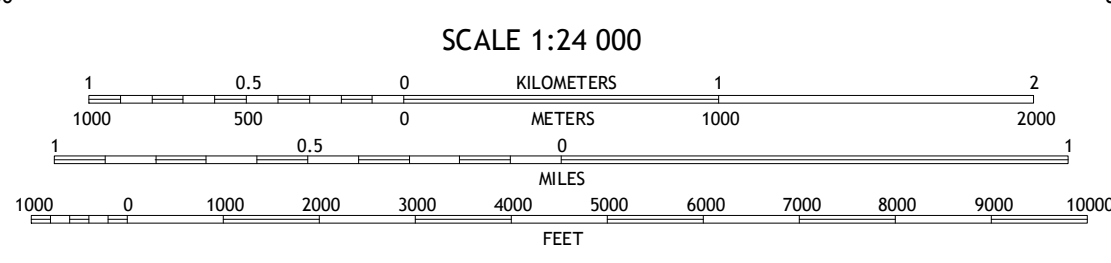 SCALE 1:24 000
1 0.5 0 KILOMETERS 1 2
1000 500 0 METERS 1000 2000
1 0.5 0 1
MILES
1000 0 1000 2000 3000 4000 5000 6000 7000 8000 9000 10000
FEET